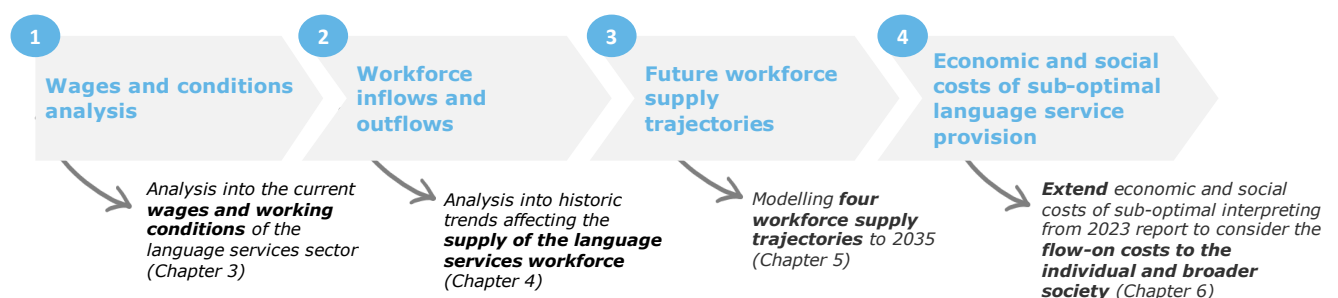 1
Wages and conditions
analysis
2
Workforce
inflows and
outflows
3
Future workforce
supply
trajectories
4
Economic and social
costs of sub-optimal
language service
provision
Analysis into the current
wages and working
conditions of the
language services sector
(Chapter 3)
Analysis into historic
trends affecting the
supply of the language
services workforce
(Chapter 4)
Modelling four
workforce supply
trajectories to 2035
(Chapter 5)
Extend economic and social
costs of sub-optimal interpreting
from 2023 report to consider the
flow-on costs to the
individual and broader
society (Chapter 6)